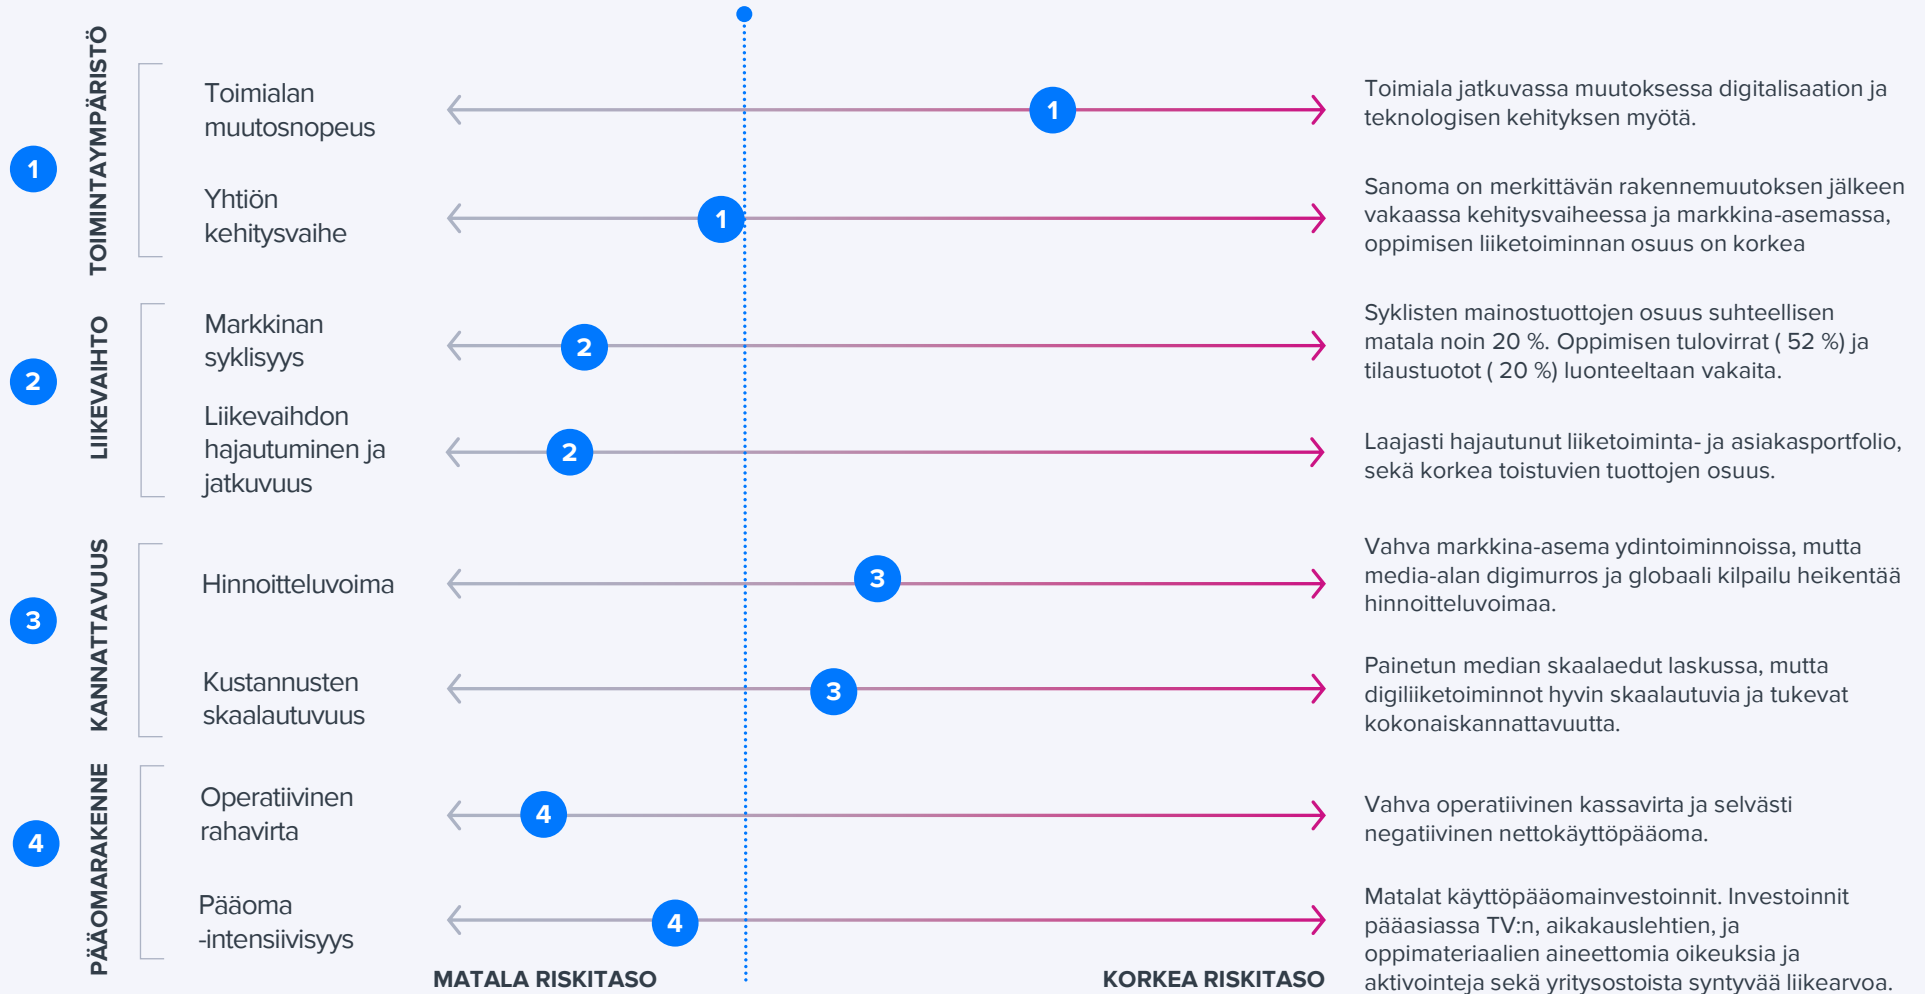 1
TOIMINTAYMPÄRISTÖ
Toimialan
muutosnopeus
1
Toimiala jatkuvassa muutoksessa digitalisaation ja
teknologisen kehityksen myötä.
Yhtiön
kehitysvaihe
1
Sanoma on merkittävän rakennemuutoksen jälkeen
vakaassa kehitysvaiheessa ja markkina-asemassa,
oppimisen liiketoiminnan osuus on korkea
2
LIIKEVAIHTO
Markkinan
syklisyys
2
Syklisten mainostuottojen osuus suhteellisen
matala noin 20 %. Oppimisen tulovirrat ( 52 %) ja
tilaustuotot ( 20 %) luonteeltaan vakaita.
Liikevaihdon
hajautuminen ja
jatkuvuus
2
Laajasti hajautunut liiketoiminta- ja asiakasportfolio,
sekä korkea toistuvien tuottojen osuus.
3
KANNATTAVUUS
Hinnoitteluvoima
3
Vahva markkina-asema ydintoiminnoissa, mutta
media-alan digimurros ja globaali kilpailu heikentää
hinnoitteluvoimaa.
Kustannusten
skaalautuvuus
3
Painetun median skaalaedut laskussa, mutta
digiliiketoiminnot hyvin skaalautuvia ja tukevat
kokonaiskannattavuutta.
4
PÄÄOMARAKENNE
Operatiivinen
rahavirta
4
Vahva operatiivinen kassavirta ja selvästi
negatiivinen nettokäyttöpääoma.
Pääoma
-intensiivisyys
4
Matalat käyttöpääomainvestoinnit. Investoinnit
pääasiassa TV:n, aikakauslehtien, ja
oppimateriaalien aineettomia oikeuksia ja
aktivointeja sekä yritysostoista syntyvää liikearvoa.
MATALA RISKITASO
KORKEA RISKITASO